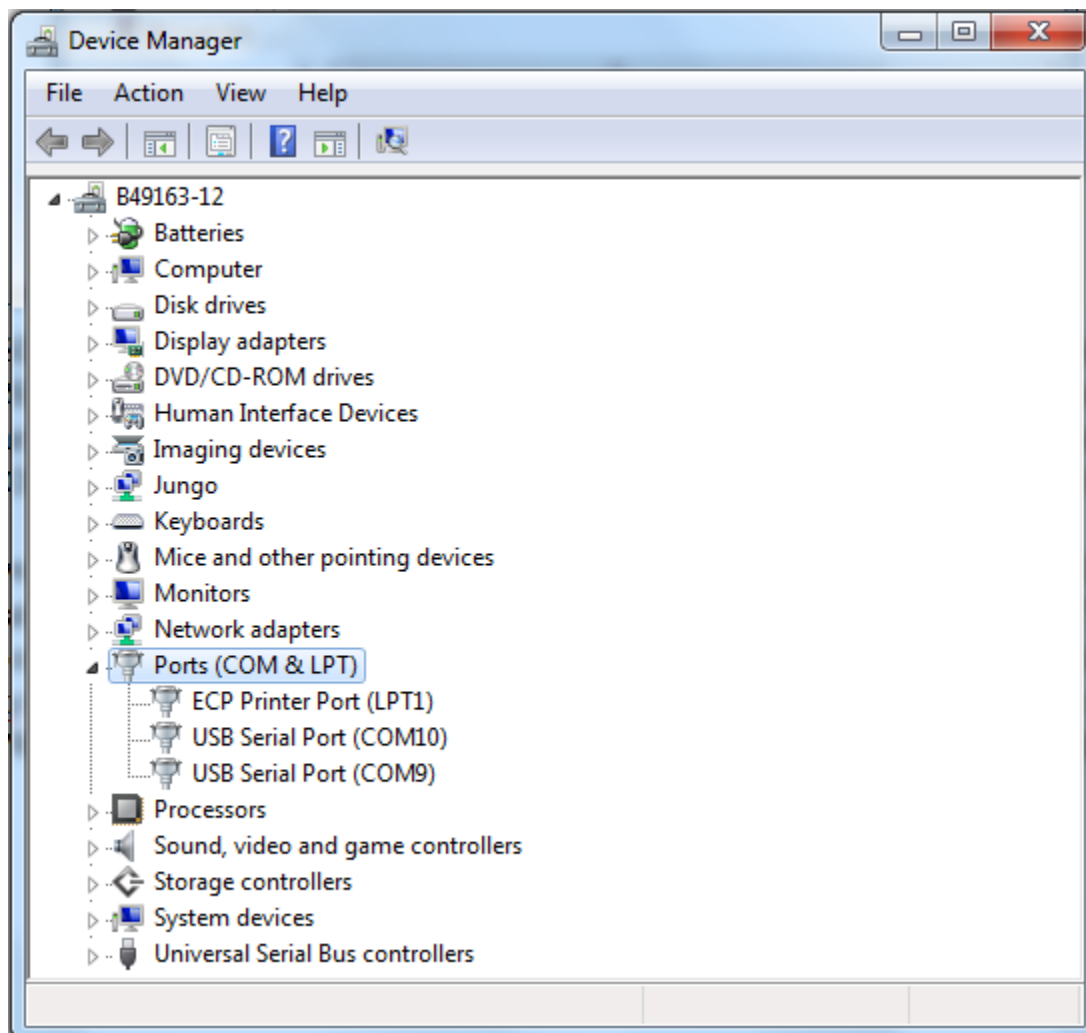 Device Manager
File Action View Help
B49163-12
Batteries
Computer
Disk drives
Display adapters
DVD/CD-ROM drives
Human Interface Devices
Imaging devices
Jungo
Keyboards
Mice and other pointing devices
Monitors
Network adapters
Ports (COM & LPT)
ECP Printer Port (LPT1)
USB Serial Port (COM10)
USB Serial Port (COM9)
Processors
Sound, video and game controllers
Storage controllers
System devices
Universal Serial Bus controllers